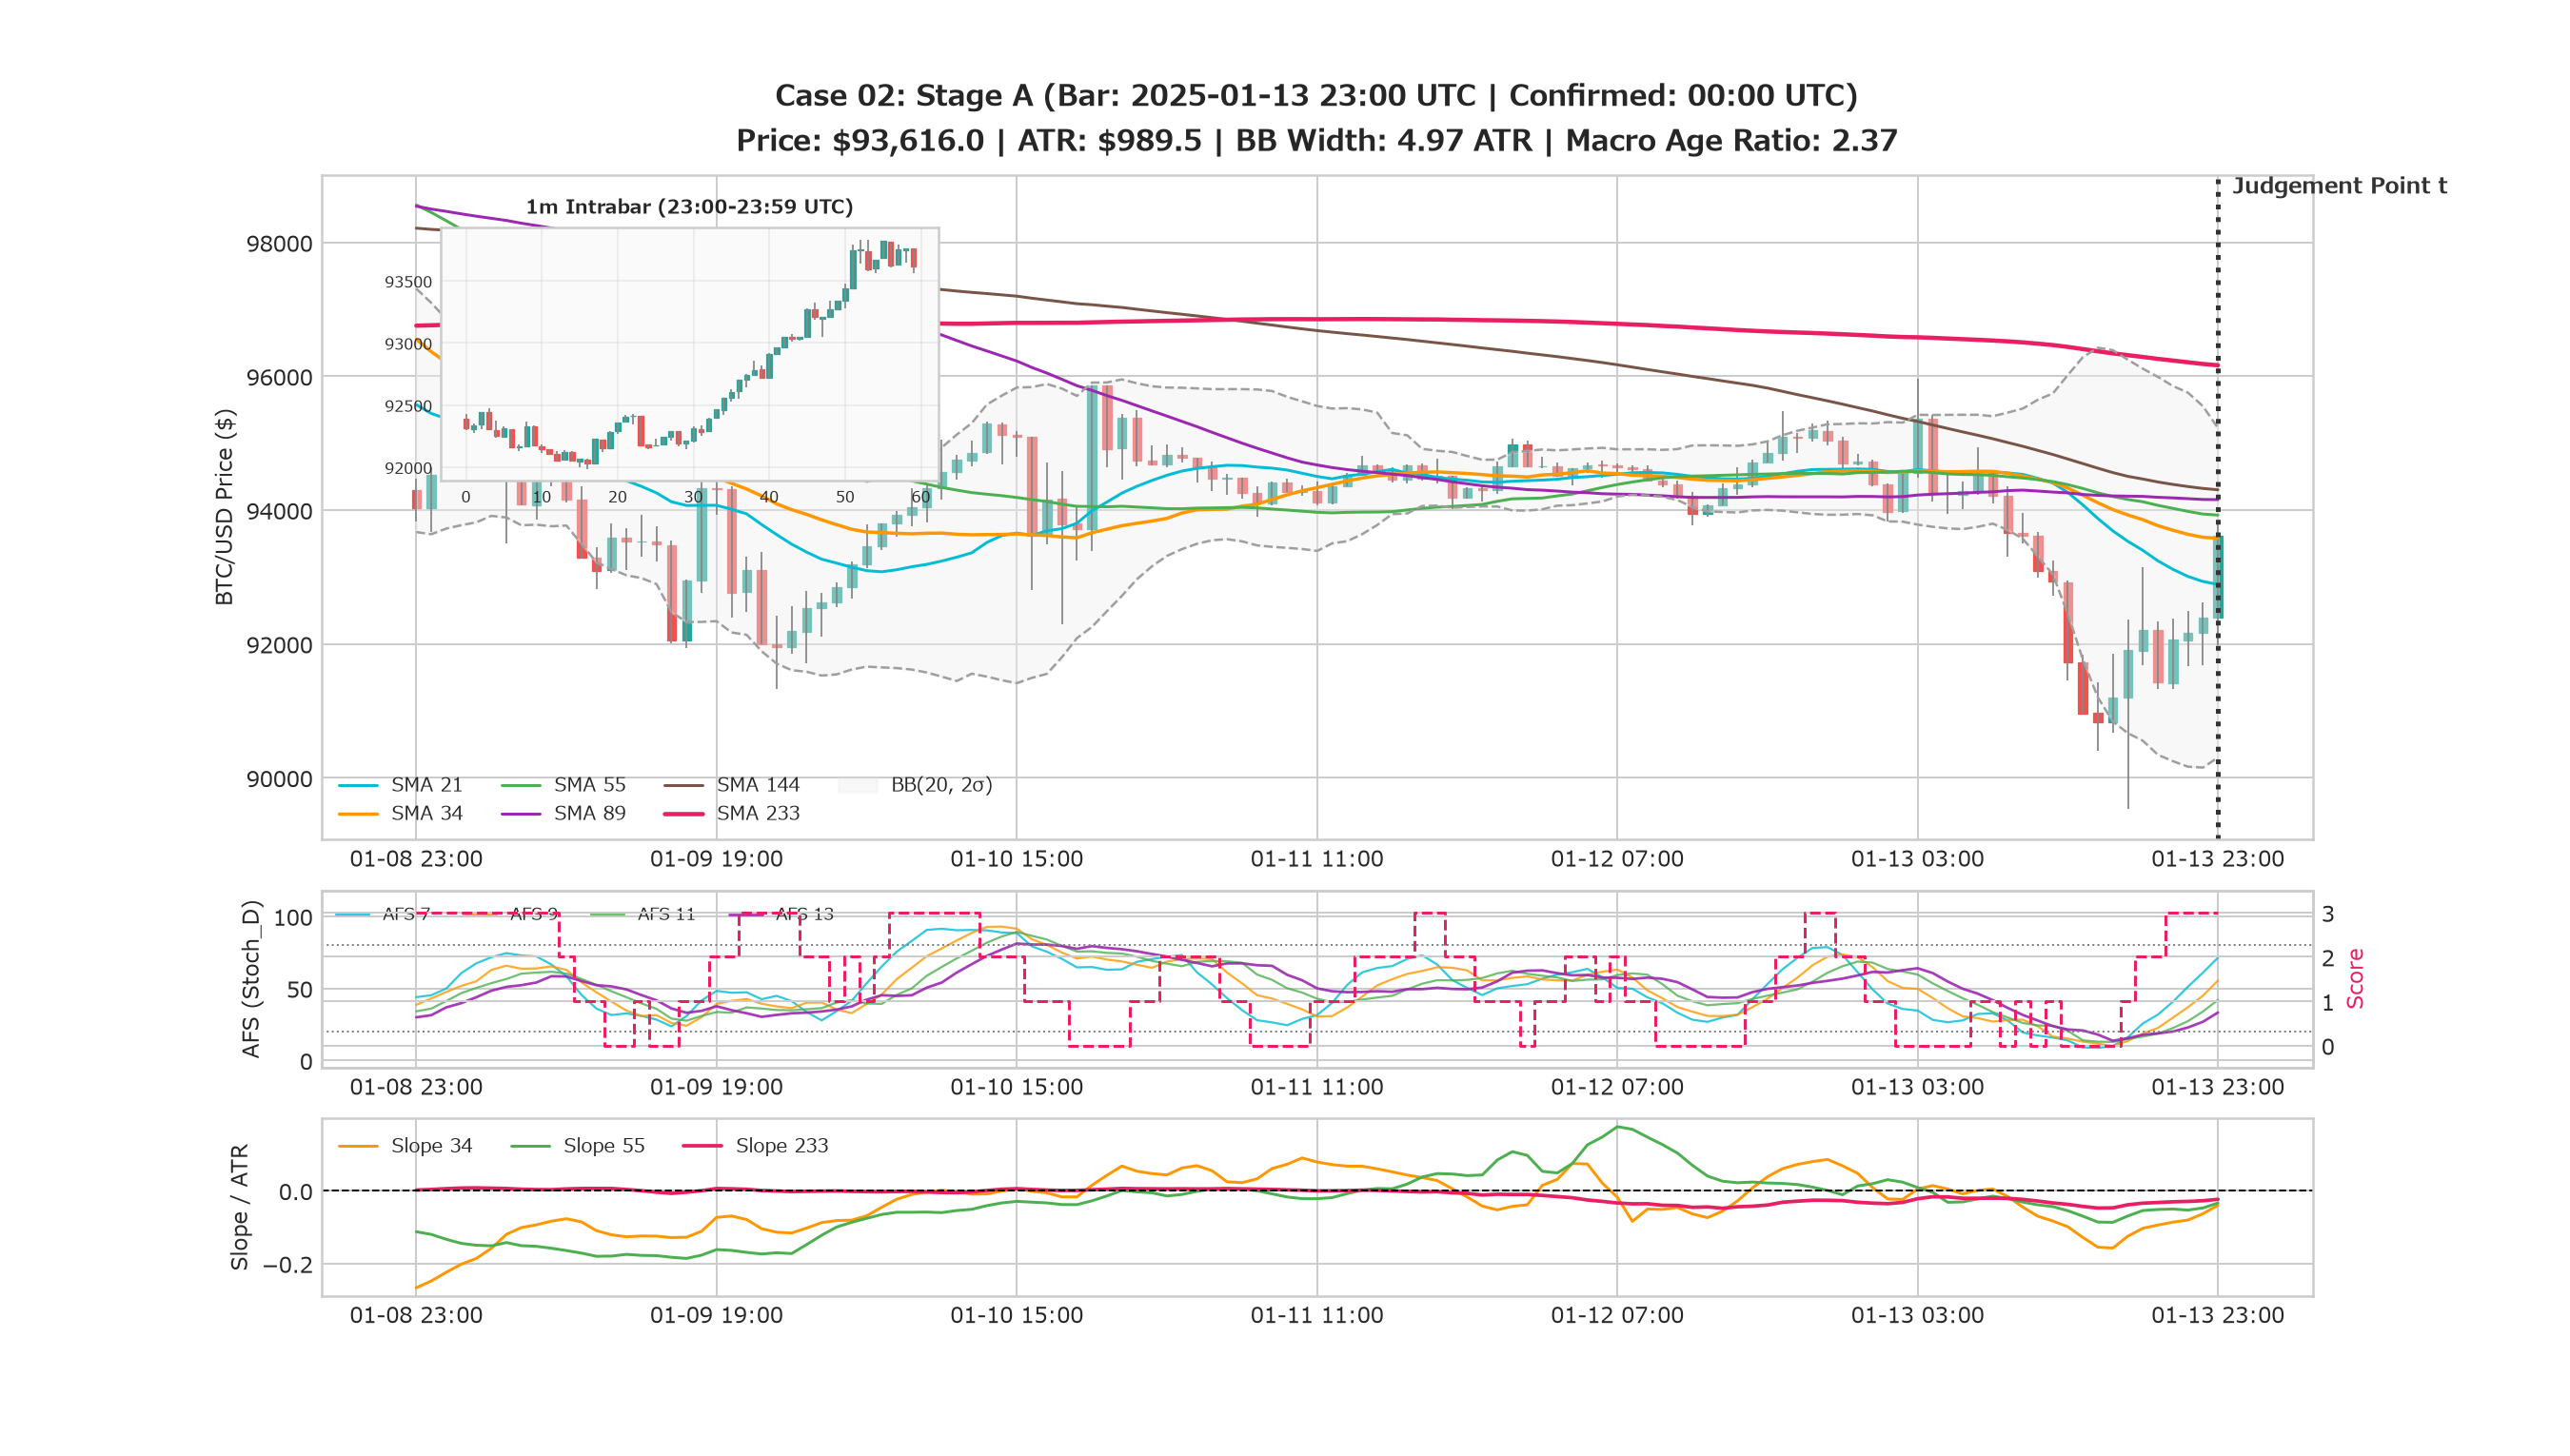 Case 02: Stage A (Bar: 2025-01-13 23:00 UTC | Confirmed: 00:00 UTC)
Price: $93,616.0 | ATR: $989.5 | BB Width: 4.97 ATR | Macro Age Ratio: 2.37
Judgement Point t
1m Intrabar (23:00-23:59 UTC)
93500
93000
92500
92000
0 10 20 30 40 50 60
BTC/USD Price ($)
98000
96000
94000
92000
90000
SMA 21 SMA 55 SMA 144 BB(20, 2σ)
SMA 34 SMA 89 SMA 233
01-08 23:00 01-09 19:00 01-10 15:00 01-11 11:00 01-12 07:00 01-13 03:00 01-13 23:00
AFS (Stoch_D)
100
50
0
AFS 7 AFS 9 AFS 11 AFS 13
3
2
1
0
Score
01-08 23:00 01-09 19:00 01-10 15:00 01-11 11:00 01-12 07:00 01-13 03:00 01-13 23:00
Slope / ATR
0.0
−0.2
Slope 34 Slope 55 Slope 233
01-08 23:00 01-09 19:00 01-10 15:00 01-11 11:00 01-12 07:00 01-13 03:00 01-13 23:00